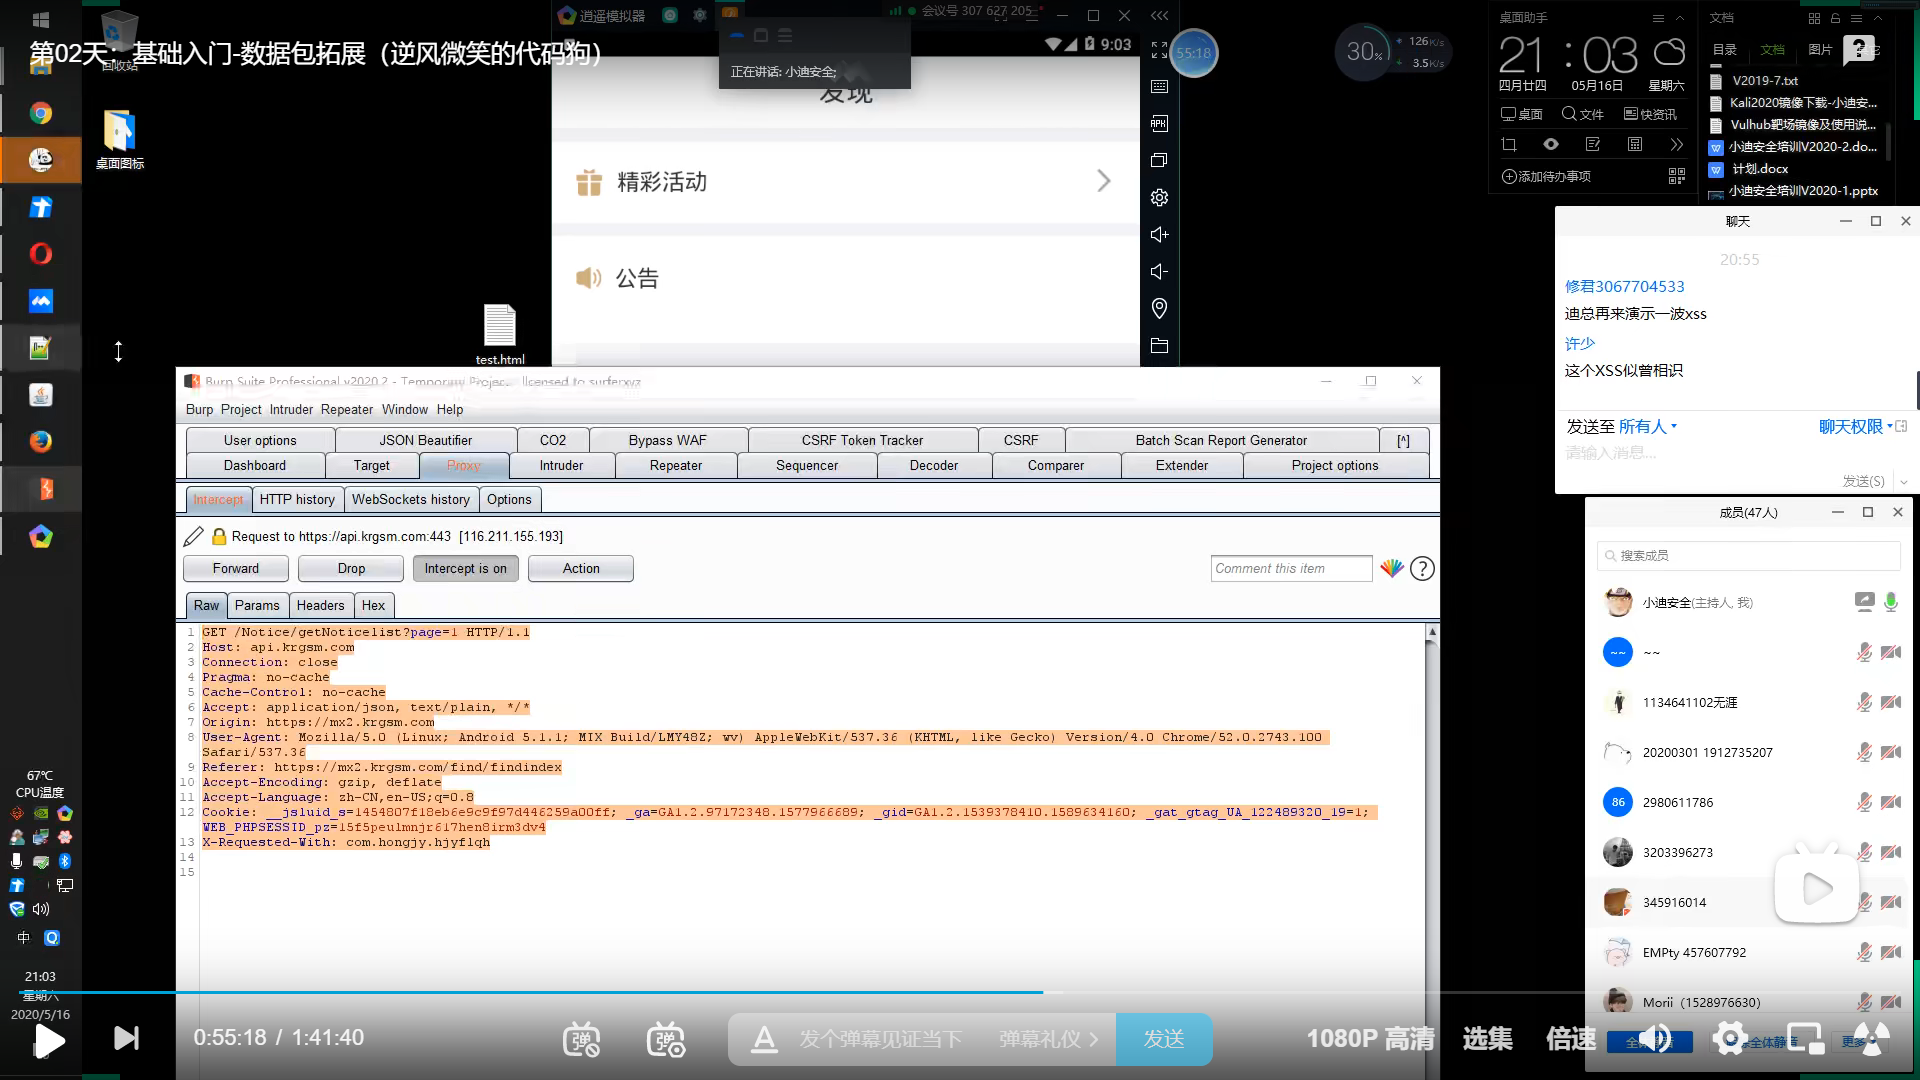 逍遥模拟器
会议号 307 627 205
第02天：基础入门-数据包拓展（逆风微笑的代码狗）
回收站
桌面图标
test.html
正在讲话: 小迪安全;
9:03
发现
精彩活动
公告
55:18
30%
126K/s
3.5K/s
桌面助手
21:03
四月廿四
05月16日
星期六
桌面
文件
快资讯
添加待办事项
文档
目录
文档
图片
V2019-7.txt
Kali2020镜像下载-小迪安...
Vulhub靶场镜像及使用说...
小迪安全培训V2020-2.do...
计划.docx
小迪安全培训V2020-1.pptx
聊天
20:55
修君3067704533
迪总再来演示一波xss
许少
这个XSS似曾相识
发送至 所有人
聊天权限
请输入消息...
发送(S)
成员(47人)
搜索成员
小迪安全(主持人, 我)
~~ ~~
1134641102无涯
20200301 1912735207
86 2980611786
3203396273
345916014
EMPty 457607792
Morii（1528976630）
Burp Suite Professional v2020.2 - Temporary Projec licensed to surferxyz
Burp Project Intruder Repeater Window Help
User options JSON Beautifier CO2 Bypass WAF CSRF Token Tracker CSRF Batch Scan Report Generator [^]
Dashboard Target Proxy Intruder Repeater Sequencer Decoder Comparer Extender Project options
Intercept HTTP history WebSockets history Options
Request to https://api.krgsm.com:443 [116.211.155.193]
Forward Drop Intercept is on Action Comment this item
Raw Params Headers Hex
1 GET /Notice/getNoticelist?page=1 HTTP/1.1
2 Host: api.krgsm.com
3 Connection: close
4 Pragma: no-cache
5 Cache-Control: no-cache
6 Accept: application/json, text/plain, */*
7 Origin: https://mx2.krgsm.com
8 User-Agent: Mozilla/5.0 (Linux; Android 5.1.1; MIX Build/LMY48Z; wv) AppleWebKit/537.36 (KHTML, like Gecko) Version/4.0 Chrome/52.0.2743.100
Safari/537.36
9 Referer: https://mx2.krgsm.com/find/findindex
10 Accept-Encoding: gzip, deflate
11 Accept-Language: zh-CN,en-US;q=0.8
12 Cookie: __jsluid_s=1454807f18eb6e9c9f97d446259a00ff; _ga=GA1.2.97172348.1577966689; _gid=GA1.2.1539378410.1589634160; _gat_gtag_UA_122489320_19=1;
WEB_PHPSESSID_pz=15f5peulmnjr617hen8irm3dv4
13 X-Requested-With: com.hongjy.hjyflqh
14
15
67℃
CPU温度
中
21:03
星期六
2020/5/16
0:55:18 / 1:41:40
弹
弹
发个弹幕见证当下
弹幕礼仪
发送
1080P 高清
选集
倍速